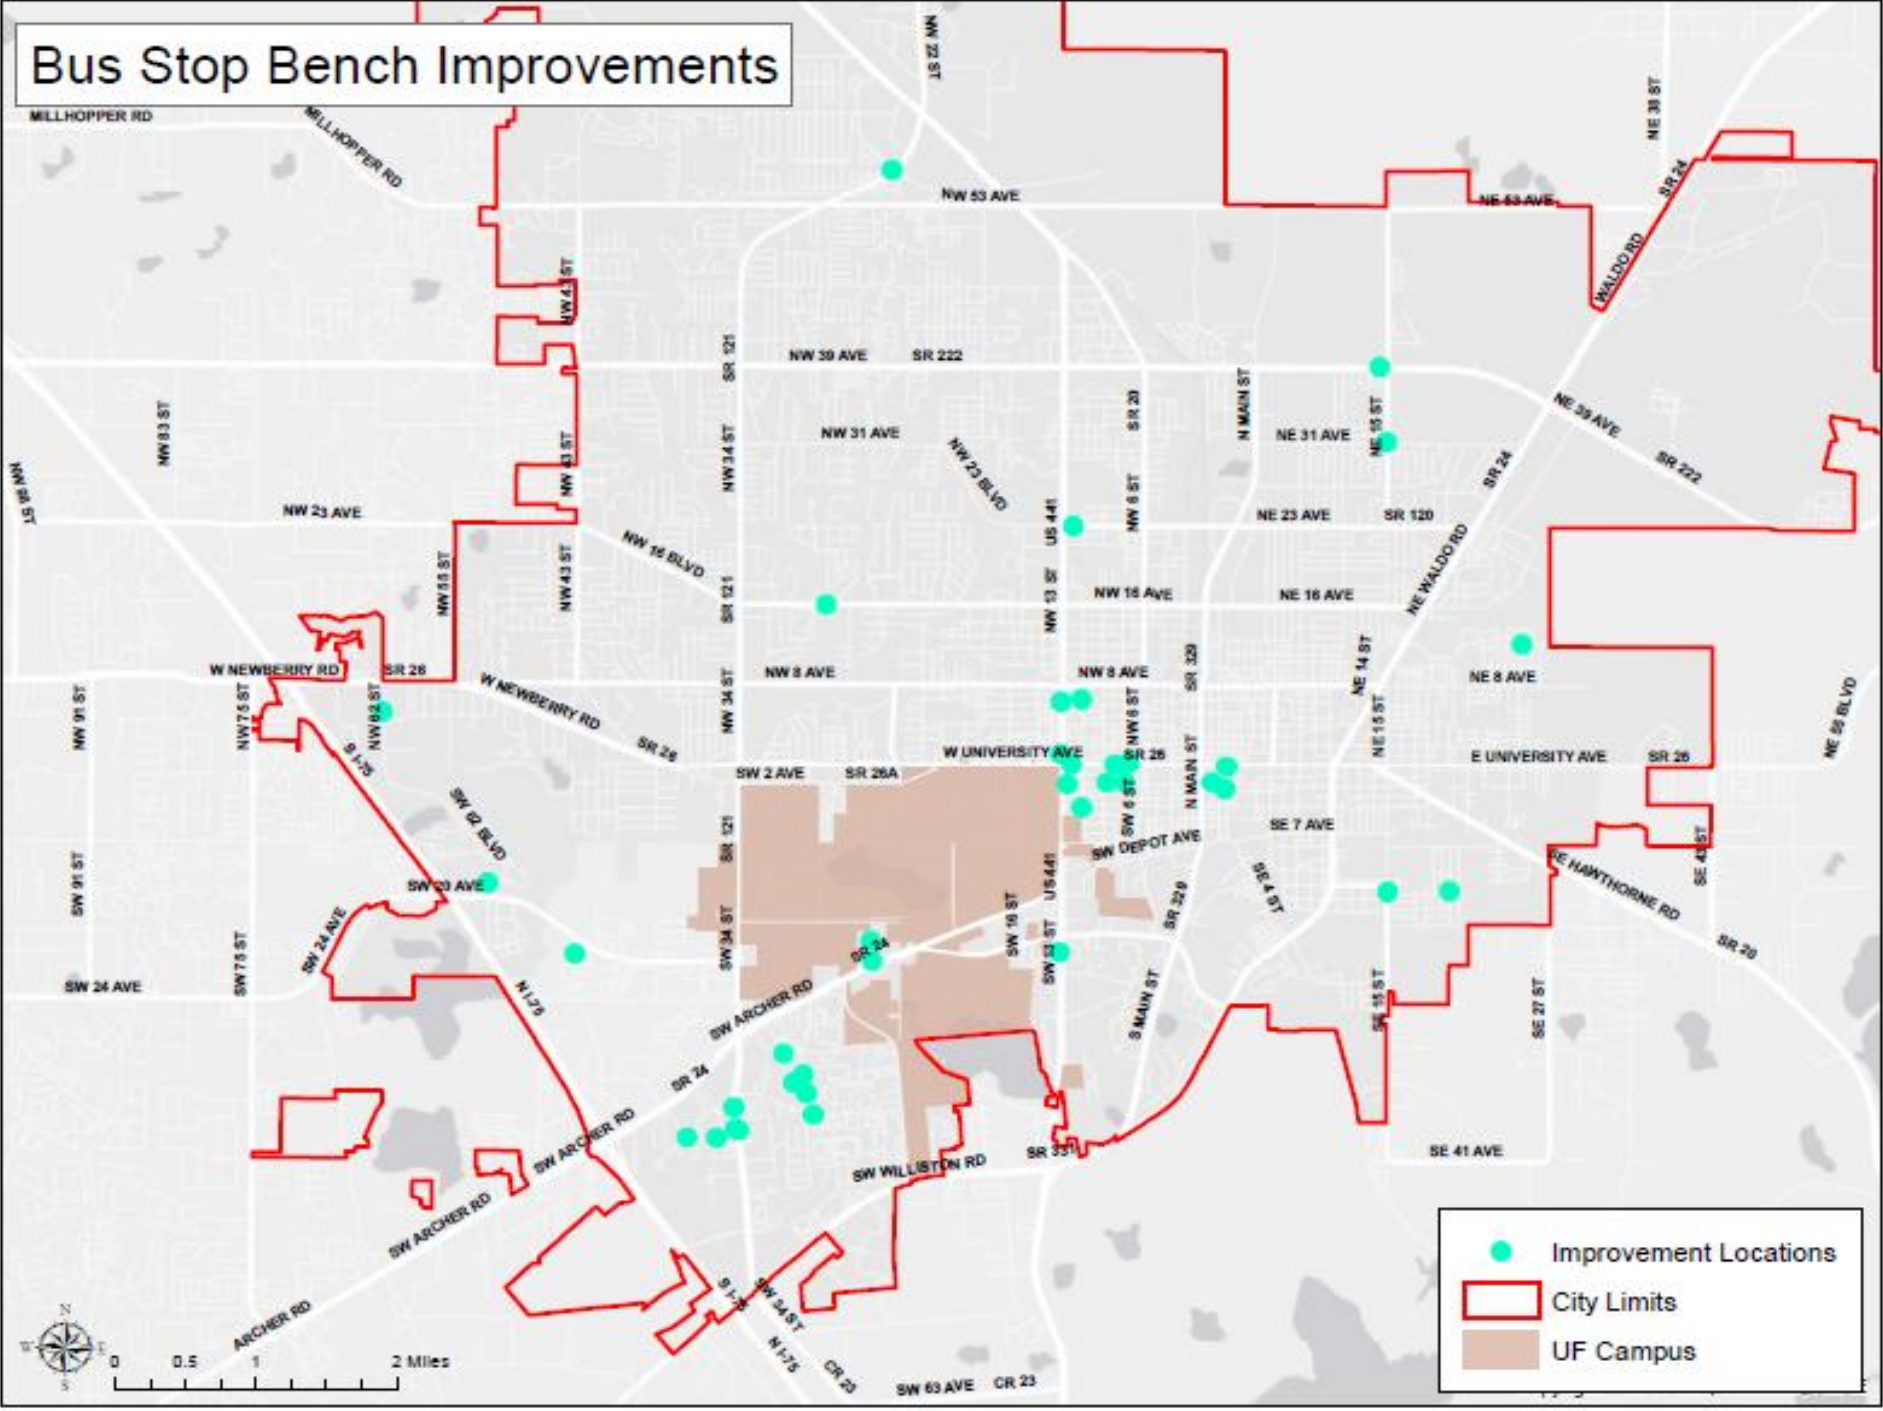 Bus Stop Bench Improvements
NW 22 ST
NE 38 ST
MILLHOPPER RD
MILLHOPPER RD
SR 24
NW 53 AVE
NE 53 AVE
WALDO RD
NW 43 ST
SR 121
NW 39 AVE
SR 222
N MAIN ST
SR 20
NE 15 ST
NE 39 AVE
NW 83 ST
NW 31 AVE
NE 31 AVE
NW 34 ST
NW 43 ST
NW 23 BLVD
SR 24
SR 222
NW 98 ST
NW 23 AVE
US 441
NW 6 ST
NE 23 AVE
SR 120
NW 16 BLVD
NE WALDO RD
NW 55 ST
NW 43 ST
SR 121
NW 13 ST
NW 16 AVE
NE 16 AVE
NE 14 ST
SR 329
W NEWBERRY RD
SR 26
NW 8 AVE
NW 8 AVE
NE 8 AVE
NW 91 ST
NW 75 ST
NW 62 ST
W NEWBERRY RD
NW 34 ST
NW 6 ST
NE 15 ST
NE 55 BLVD
S I-75
SR 26
W UNIVERSITY AVE
SR 26
N MAIN ST
E UNIVERSITY AVE
SR 26
SW 2 AVE
SR 26A
SW 62 BLVD
SW 6 ST
SE 7 AVE
SR 121
SW DEPOT AVE
SW 91 ST
SW 20 AVE
US 441
SE 4 ST
SE 43 ST
SE HAWTHORNE RD
SW 24 AVE
SW 75 ST
SW 34 ST
SR 24
SW 16 ST
SW 13 ST
SR 329
SR 20
SW 24 AVE
N I-75
SW ARCHER RD
S MAIN ST
SE 15 ST
SE 27 ST
SR 24
SW ARCHER RD
SW WILLISTON RD
SR 331
SE 41 AVE
SW ARCHER RD
S I-75
SW 34 ST
ARCHER RD
N I-75
CR 23
SW 63 AVE
CR 23
N
W
E
S
0 0.5 1 2 Miles
Improvement Locations
City Limits
UF Campus